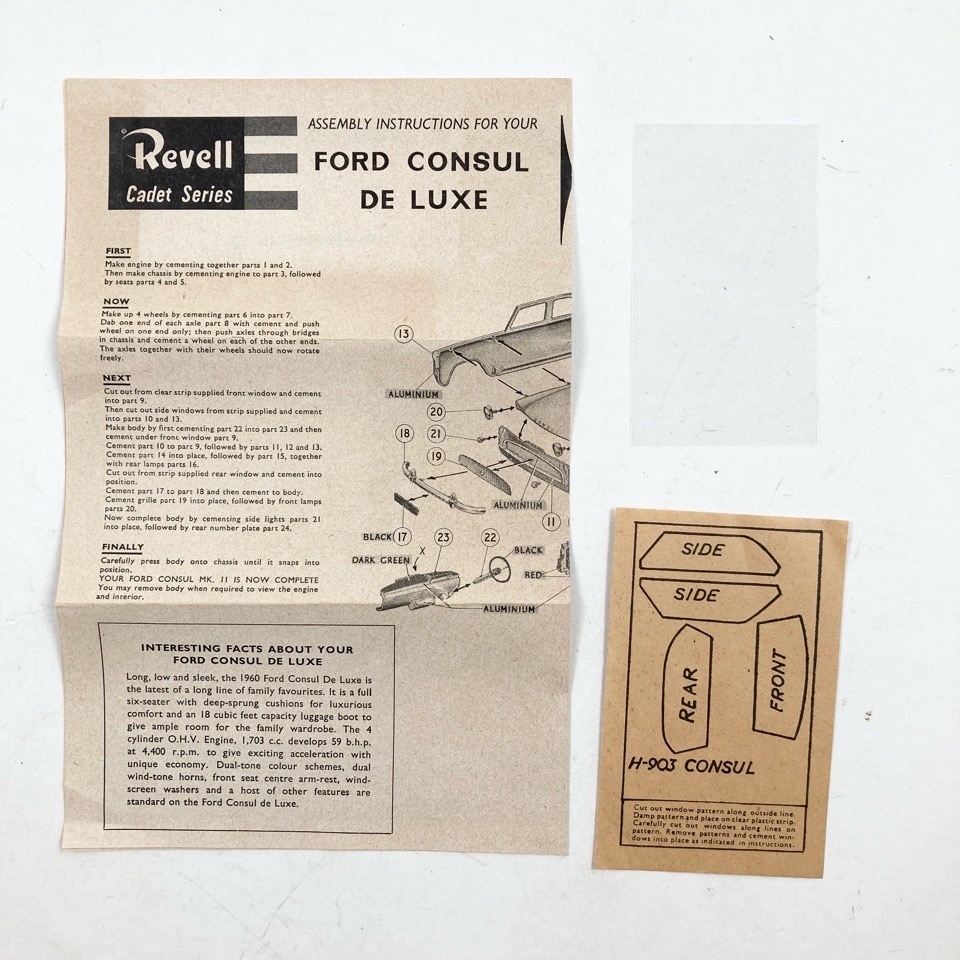 Revell
Cadet Series
ASSEMBLY INSTRUCTIONS FOR YOUR
FORD CONSUL
DE LUXE
FIRST
Make engine by cementing together parts 1 and 2.
Then make chassis by cementing engine to part 3, followed
by seats parts 4 and 5.
NOW
Make up 4 wheels by cementing part 6 into part 7.
Dab one end of each axle part 8 with cement and push
wheel on one end only; then push axles through bridges
in chassis and cement a wheel on each of the other ends.
The axles together with their wheels should now rotate
freely.
NEXT
Cut out from clear strip supplied front window and cement
into part 9.
Then cut out side windows from strip supplied and cement
into parts 10 and 13.
Make body by first cementing part 22 into part 23 and then
cement under front window part 9.
Cement part 10 to part 9, followed by parts 11, 12 and 13.
Cement part 14 into place, followed by part 15, together
with rear lamps parts 16.
Cut out from strip supplied rear window and cement into
position.
Cement part 17 to part 18 and then cement to body.
Cement grille part 19 into place, followed by front lamps
parts 20.
Now complete body by cementing side lights parts 21
into place, followed by rear number plate part 24.
FINALLY
Carefully press body onto chassis until it snaps into
position.
YOUR FORD CONSUL MK. 11 IS NOW COMPLETE
You may remove body when required to view the engine
and interior.
13
ALUMINIUM
20
18
21
19
ALUMINIUM
11
BLACK 17
23
22
BLACK
X
DARK GREEN
RED
ALUMINIUM
INTERESTING FACTS ABOUT YOUR
FORD CONSUL DE LUXE
Long, low and sleek, the 1960 Ford Consul De Luxe is
the latest of a long line of family favourites. It is a full
six-seater with deep-sprung cushions for luxurious
comfort and an 18 cubic feet capacity luggage boot to
give ample room for the family wardrobe. The 4
cylinder O.H.V. Engine, 1,703 c.c. develops 59 b.h.p.
at 4,400 r.p.m. to give exciting acceleration with
unique economy. Dual-tone colour schemes, dual
wind-tone horns, front seat centre arm-rest, wind-
screen washers and a host of other features are
standard on the Ford Consul de Luxe.
SIDE
SIDE
REAR
FRONT
H-903 CONSUL
Cut out window pattern along outside line.
Damp pattern and place on clear plastic strip.
Carefully cut out windows along lines on
pattern. Remove patterns and cement win-
dows into place as indicated in instructions.